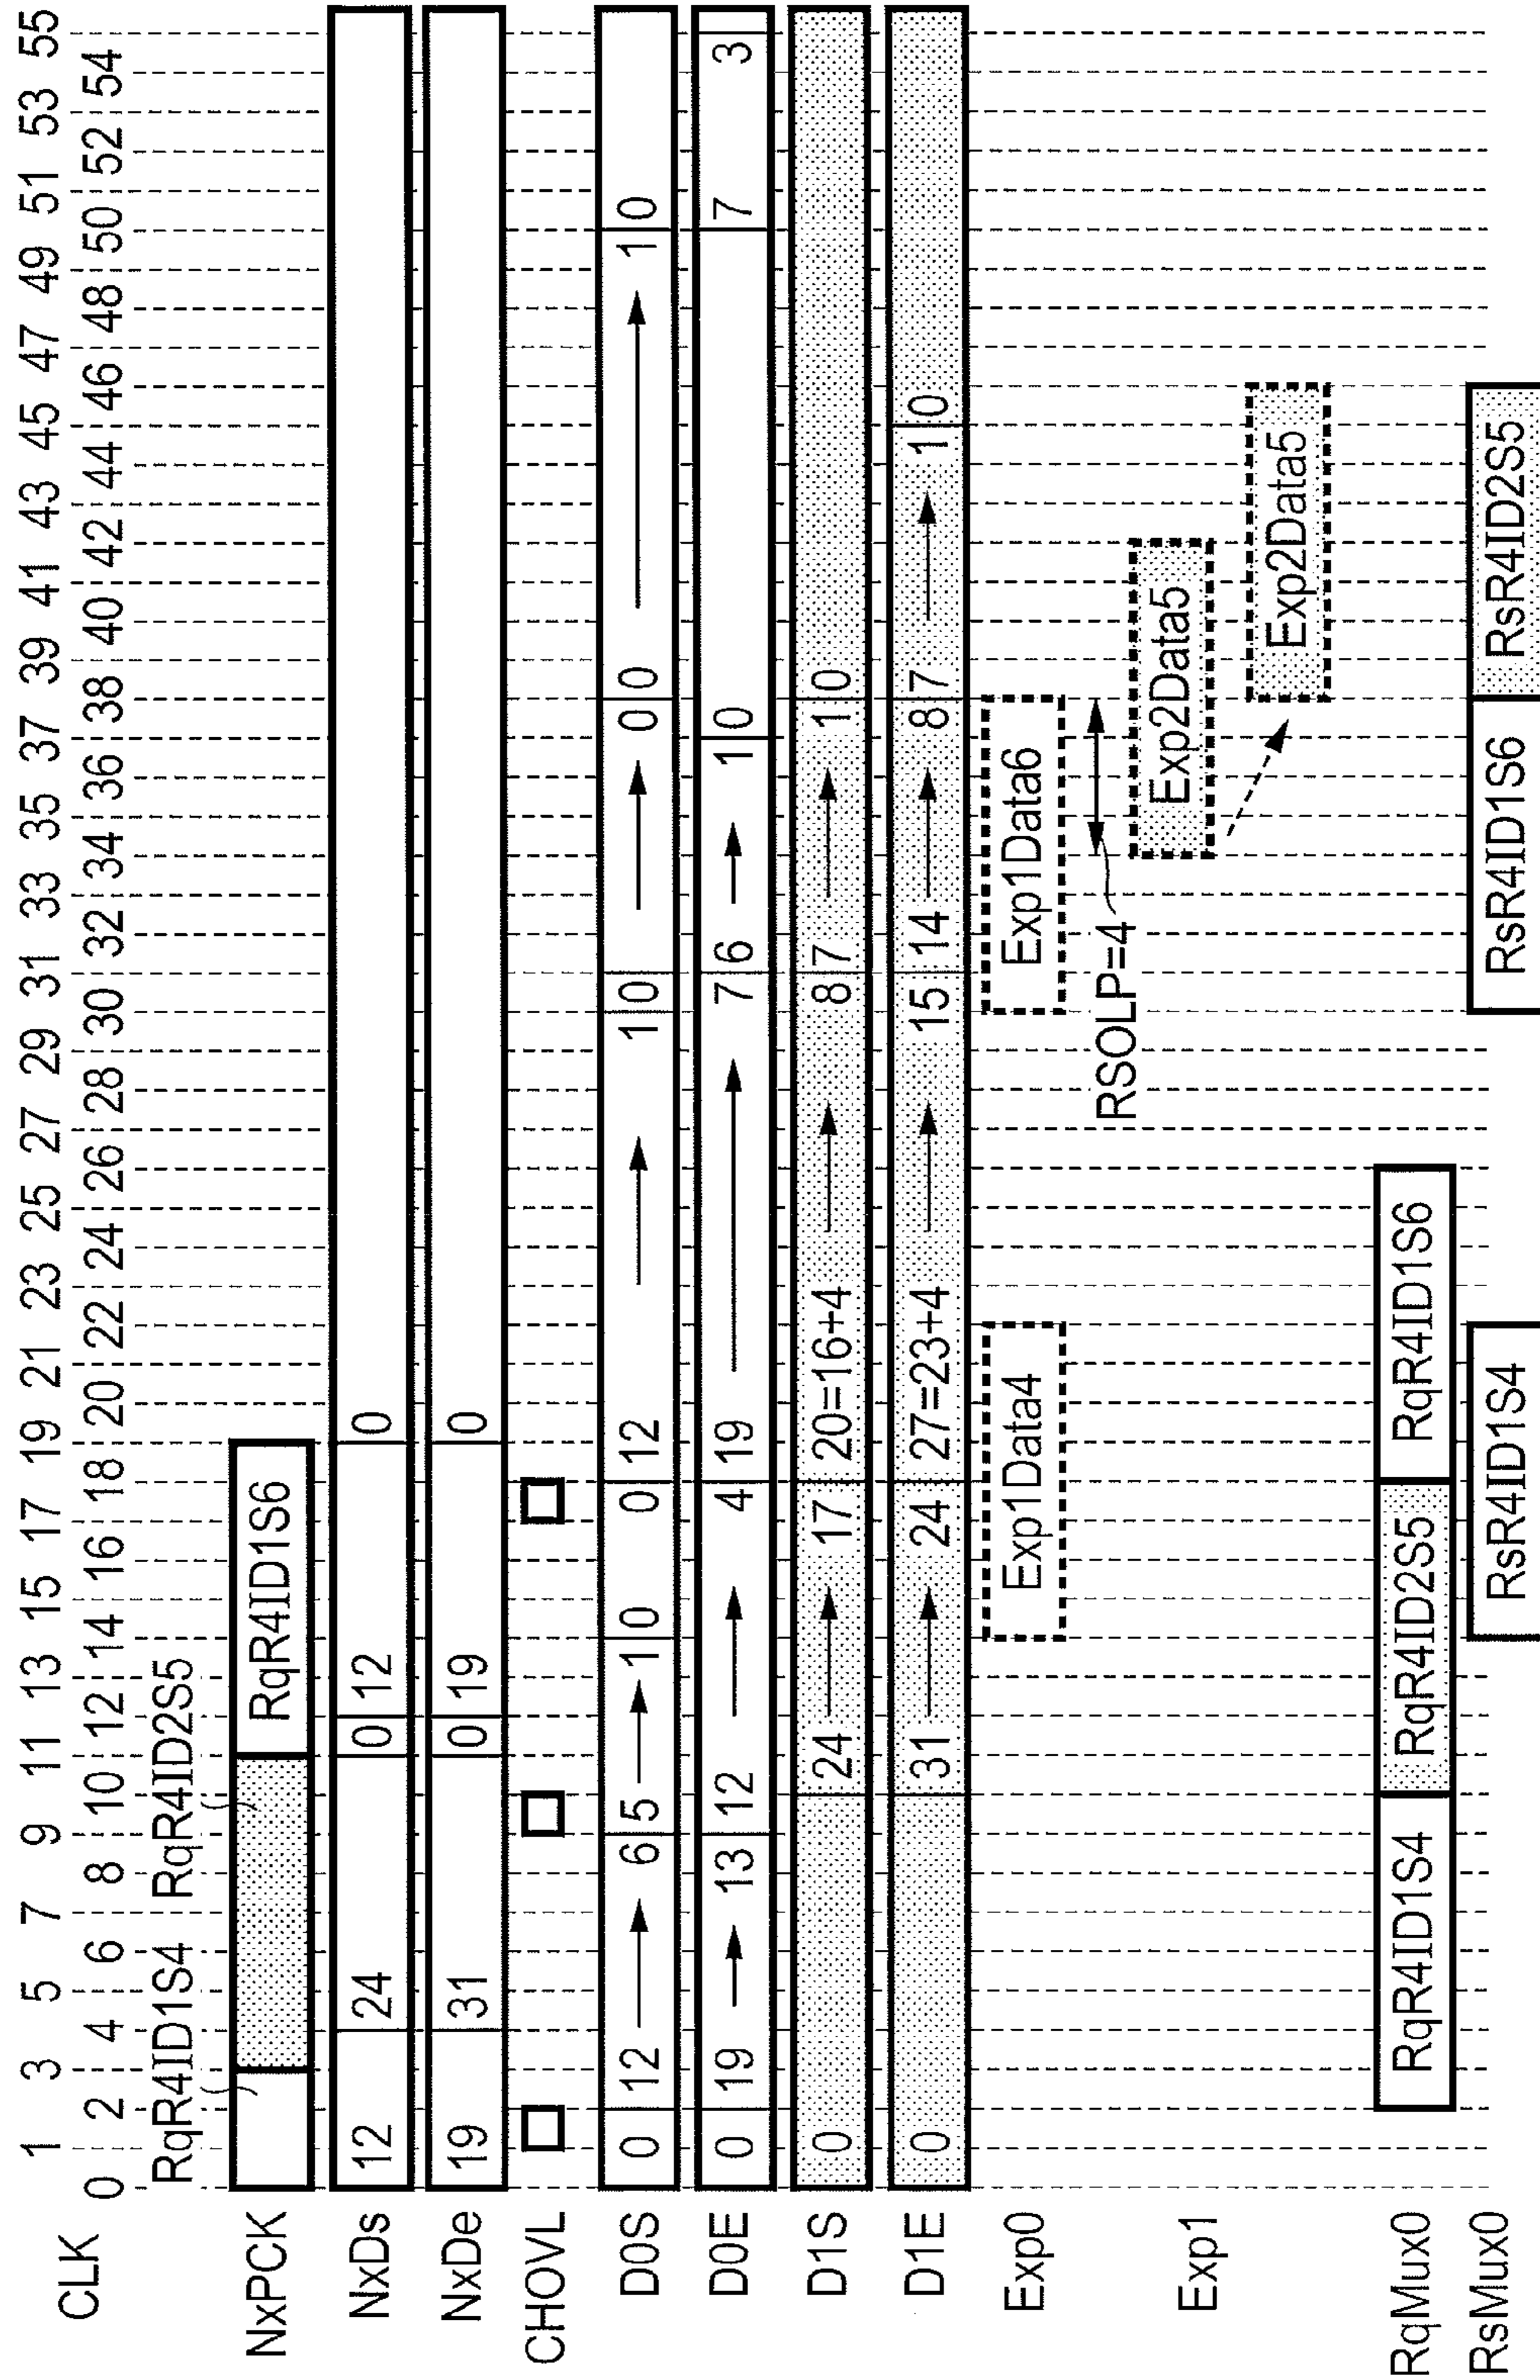 CLK 0 1 2 3 4 5 6 7 8 9 10 11 12 13 14 15 16 17 18 19 20 21 22 23 24 25 26 27 28 29 30 31 32 33 34 35 36 37 38 39 40 41 42 43 44 45 46 47 48 49 50 51 52 53 54 55
RqR4ID1S4 RqR4ID2S5
NxPCK RqR4ID1S6
NxDs 12 24 0 12 0
NxDe 19 31 0 19 0
CHOVL
D0S 0 12 6 5 1 0 0 12 1 0 0 0 1 0
D0E 0 19 13 12 4 19 7 6 1 0 7 3
D1S 0 24 17 20=16+4 8 7 1 0
D1E 0 31 24 27=23+4 15 14 8 7 1 0
Exp0 Exp1Data4 Exp1Data6
RSOLP=4
Exp1 Exp2Data5
Exp2Data5
RqMux0 RqR4ID1S4 RqR4ID2S5 RqR4ID1S6
RsMux0 RsR4ID1S4 RsR4ID1S6 RsR4ID2S5